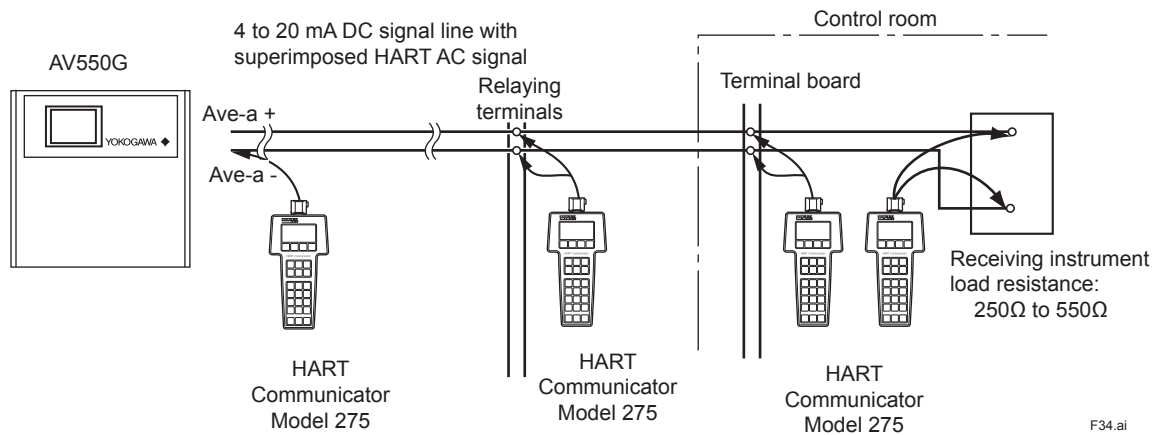 Control room
4 to 20 mA DC signal line with
superimposed HART AC signal
AV550G
Relaying
terminals
Terminal board
Ave-a +
YOKOGAWA
Ave-a -
Receiving instrument
load resistance:
250Ω to 550Ω
HART
Communicator
Model 275
HART
Communicator
Model 275
HART
Communicator
Model 275
F34.ai